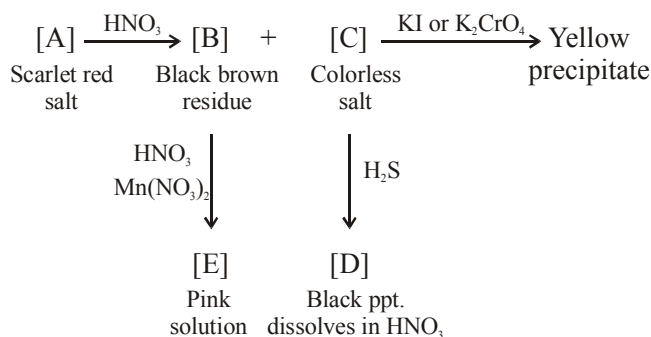 [A] HNO₃ [B] + [C] KI or K₂CrO₄ Yellow precipitate
Scarlet red salt
Black brown residue
Colorless salt
HNO₃
Mn(NO₃)₂
H₂S
[E] [D]
Pink solution
Black ppt. dissolves in HNO₃